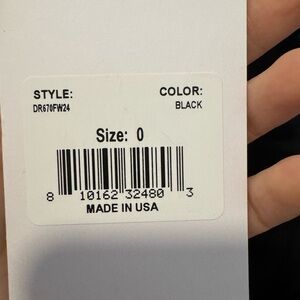 STYLE: COLOR:
DR670FW24 BLACK
Size: 0
8 10162 32480 3
MADE IN USA